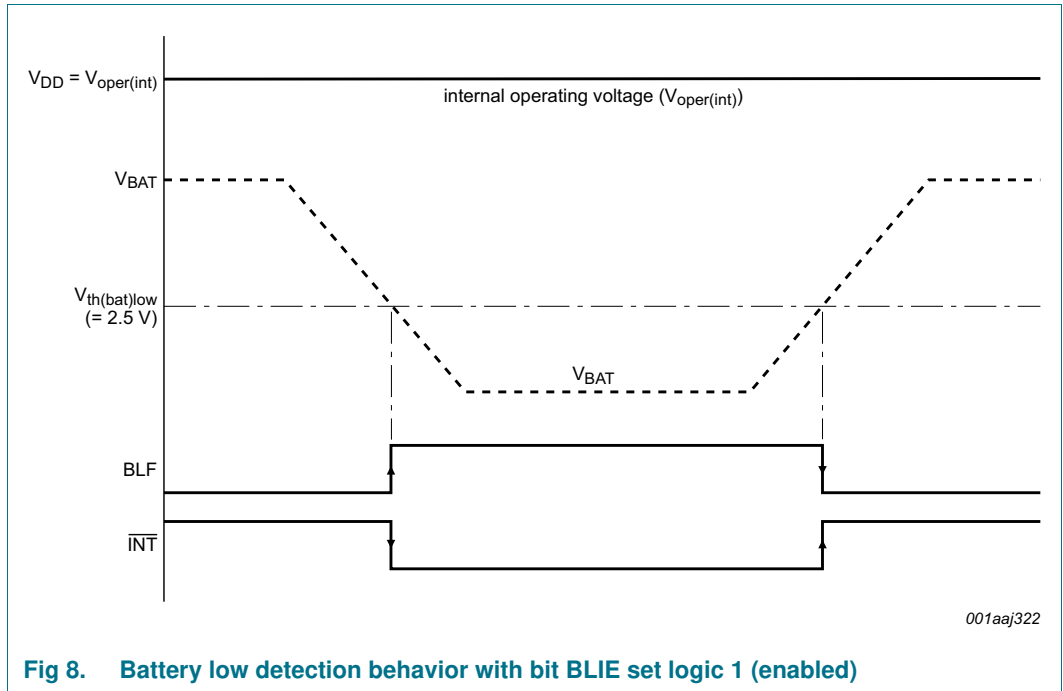 VDD = Voper(int)
internal operating voltage (Voper(int))
VBAT
Vth(bat)low
(= 2.5 V)
VBAT
BLF
INT
001aaj322
Fig 8. Battery low detection behavior with bit BLIE set logic 1 (enabled)